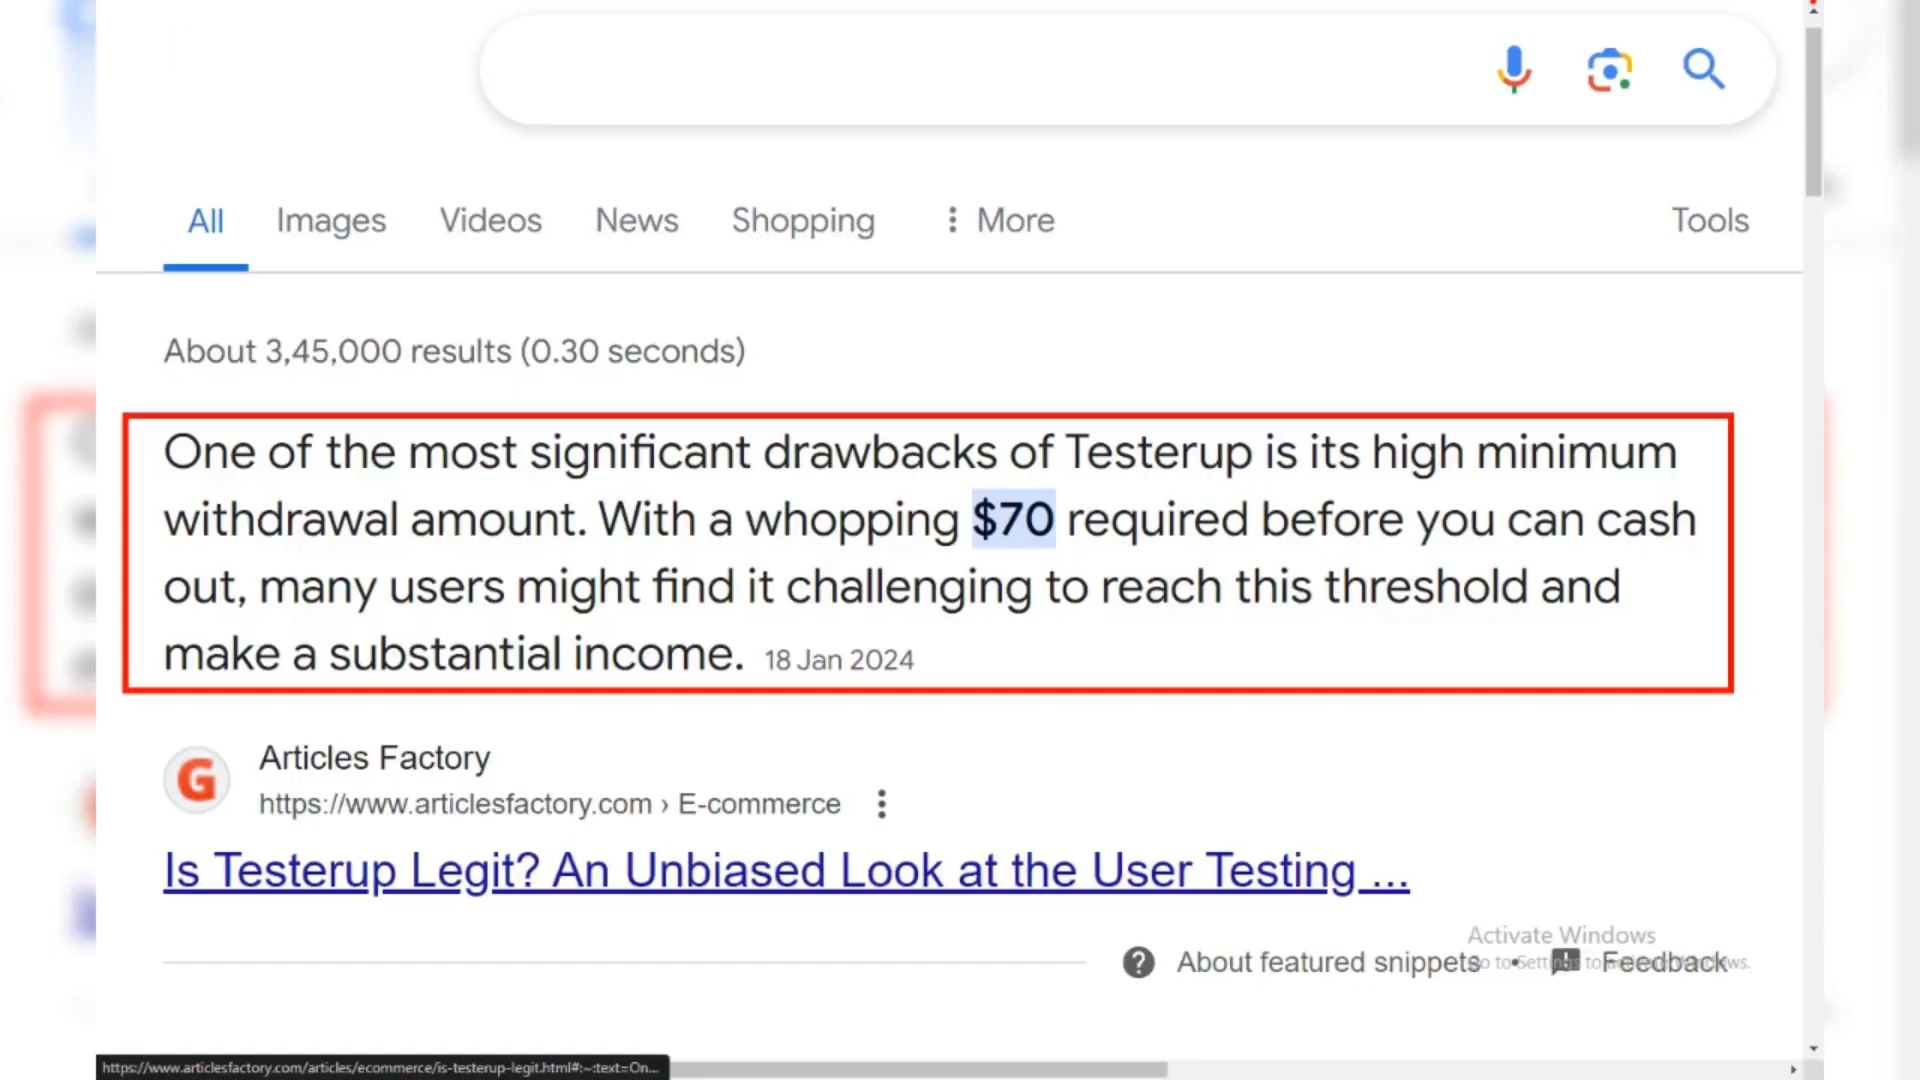 All Images Videos News Shopping More Tools
About 3,45,000 results (0.30 seconds)
One of the most significant drawbacks of Testerup is its high minimum
withdrawal amount. With a whopping $70 required before you can cash
out, many users might find it challenging to reach this threshold and
make a substantial income. 18 Jan 2024
G
Articles Factory
https://www.articlesfactory.com › E-commerce
Is Testerup Legit? An Unbiased Look at the User Testing ...
Activate Windows
About featured snippets • Feedback
https://www.articlesfactory.com/articles/ecommerce/is-testerup-legit.html#:~:text=On...